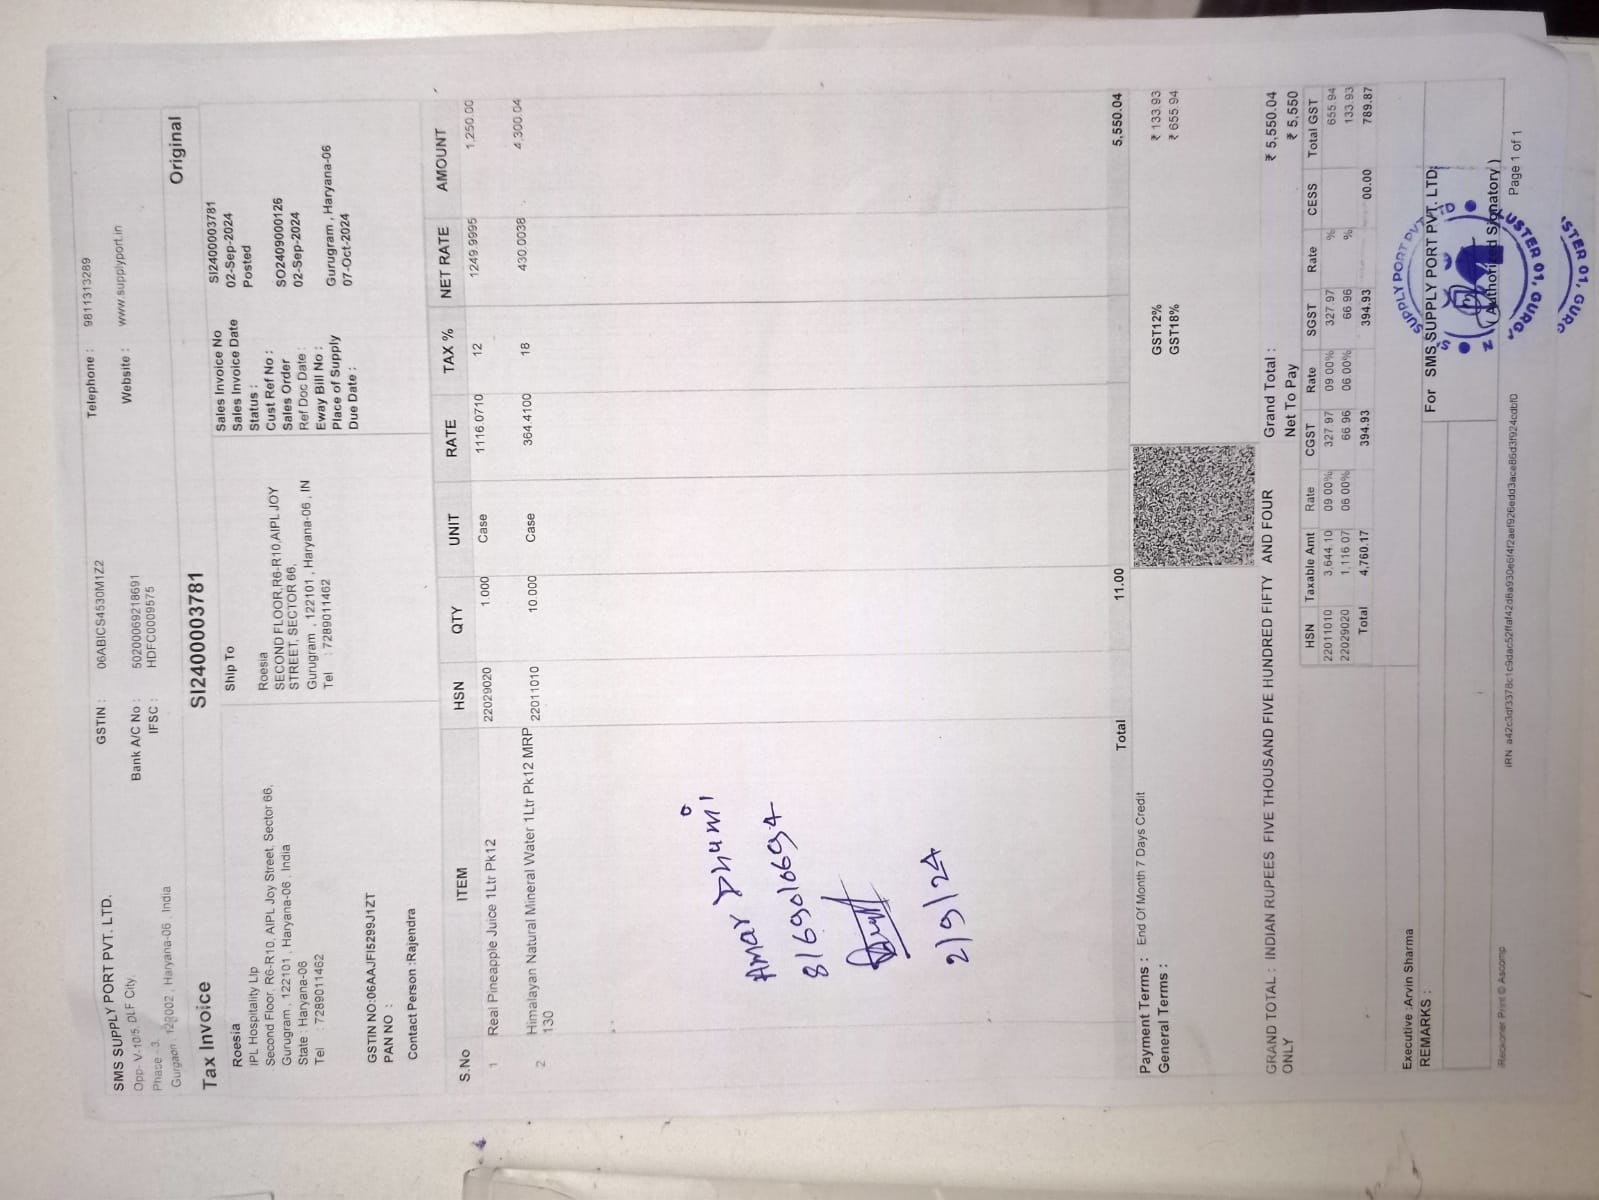 SMS SUPPLY PORT PVT. LTD.
Opp- V-10/5 DLF City,
Phase - 3,
Gurgaon , 122002 , Haryana-06 , India
GSTIN : 06ABICS4530M1Z2
Bank A/C No : 50200069218691
IFSC : HDFC0009575
Telephone : 9811313289
Website : www.supplyport.in
Tax Invoice SI2400003781 Original
Roesia
IPL Hospitality Llp
Second Floor, R6-R10, AIPL Joy Street, Sector 66,
Gurugram , 122101 , Haryana-06 , India
State : Haryana-06
Tel : 7289011462
GSTIN NO:06AAJFI5299J1ZT
PAN NO :
Contact Person :Rajendra
Ship To
Roesia
SECOND FLOOR,R6-R10,AIPL JOY
STREET, SECTOR 66,
Gurugram , 122101 , Haryana-06 , IN
Tel : 7289011462
Sales Invoice No SI2400003781
Sales Invoice Date 02-Sep-2024
Status : Posted
Cust Ref No :
Sales Order SO2409000126
Ref Doc Date : 02-Sep-2024
Eway Bill No :
Place of Supply Gurugram , Haryana-06
Due Date : 07-Oct-2024
S.No ITEM HSN QTY UNIT RATE TAX % NET RATE AMOUNT
1 Real Pineapple Juice 1Ltr Pk12 22029020 1.000 Case 1116.0710 12 1249.9995 1,250.00
2 Himalayan Natural Mineral Water 1Ltr Pk12 MRP 22011010 10.000 Case 364.4100 18 430.0038 4,300.04
130
Amar Dhumi
8169010694
2/9/24
Total 11.00 5,550.04
Payment Terms : End Of Month 7 Days Credit
General Terms :
GST12% ₹ 133.93
GST18% ₹ 655.94
GRAND TOTAL : INDIAN RUPEES FIVE THOUSAND FIVE HUNDRED FIFTY AND FOUR
ONLY
Grand Total : ₹ 5,550.04
Net To Pay ₹ 5,550
HSN Taxable Amt Rate CGST Rate SGST Rate CESS Total GST
22011010 3,644.10 09.00% 327.97 09.00% 327.97 % 655.94
22029020 1,116.07 06.00% 66.96 06.00% 66.96 % 133.93
Total 4,760.17 394.93 394.93 00.00 789.87
Executive :Arvin Sharma
REMARKS :
For SMS SUPPLY PORT PVT. LTD.
SUPPLY PORT PVT
USTER 01, GURG
( Authorized Signatory )
Reckoner Print © Ascomp
Page 1 of 1
STER 01, GURG